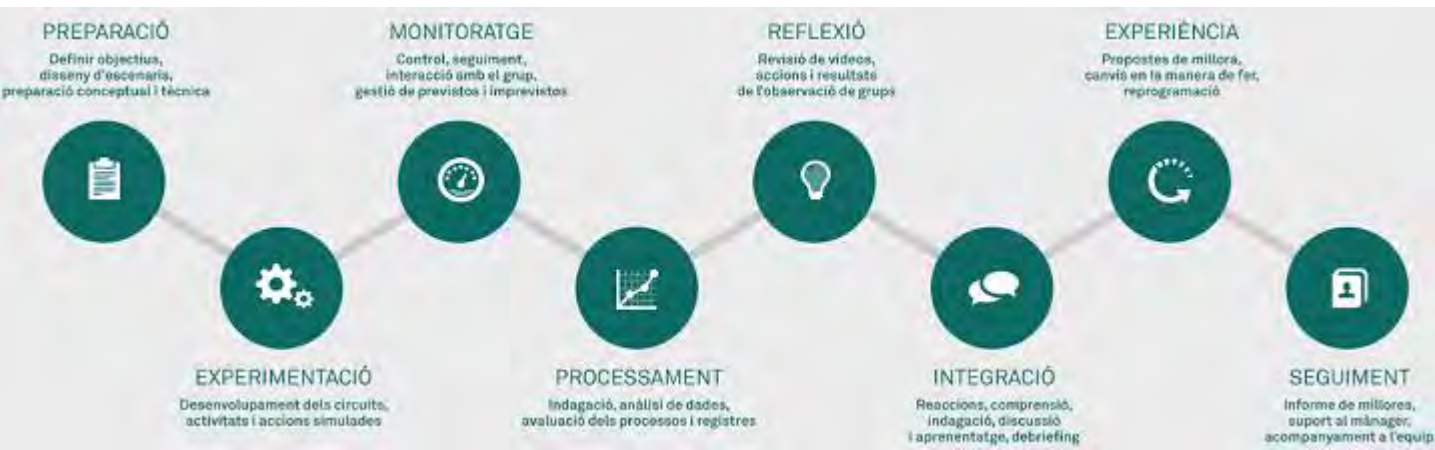 PREPARACIÓ
Definir objectius,
disseny d'escenaris,
preparació conceptual i tècnica
EXPERIMENTACIÓ
Desenvolupament dels circuits,
activitats i accions simulades
MONITORATGE
Control, seguiment,
interacció amb el grup,
gestió de previstos i imprevistos
PROCESSAMENT
Indagació, anàlisi de dades,
avaluació dels processos i registres
REFLEXIÓ
Revisió de vídeos,
accions i resultats
de l'observació de grups
INTEGRACIÓ
Reaccions, comprensió,
indagació, discussió
i aprenentatge, debriefing
EXPERIÈNCIA
Propostes de millora,
canvis en la manera de fer,
reprogramació
SEGUIMENT
Informe de millores,
suport al mànager,
acompanyament a l'equip